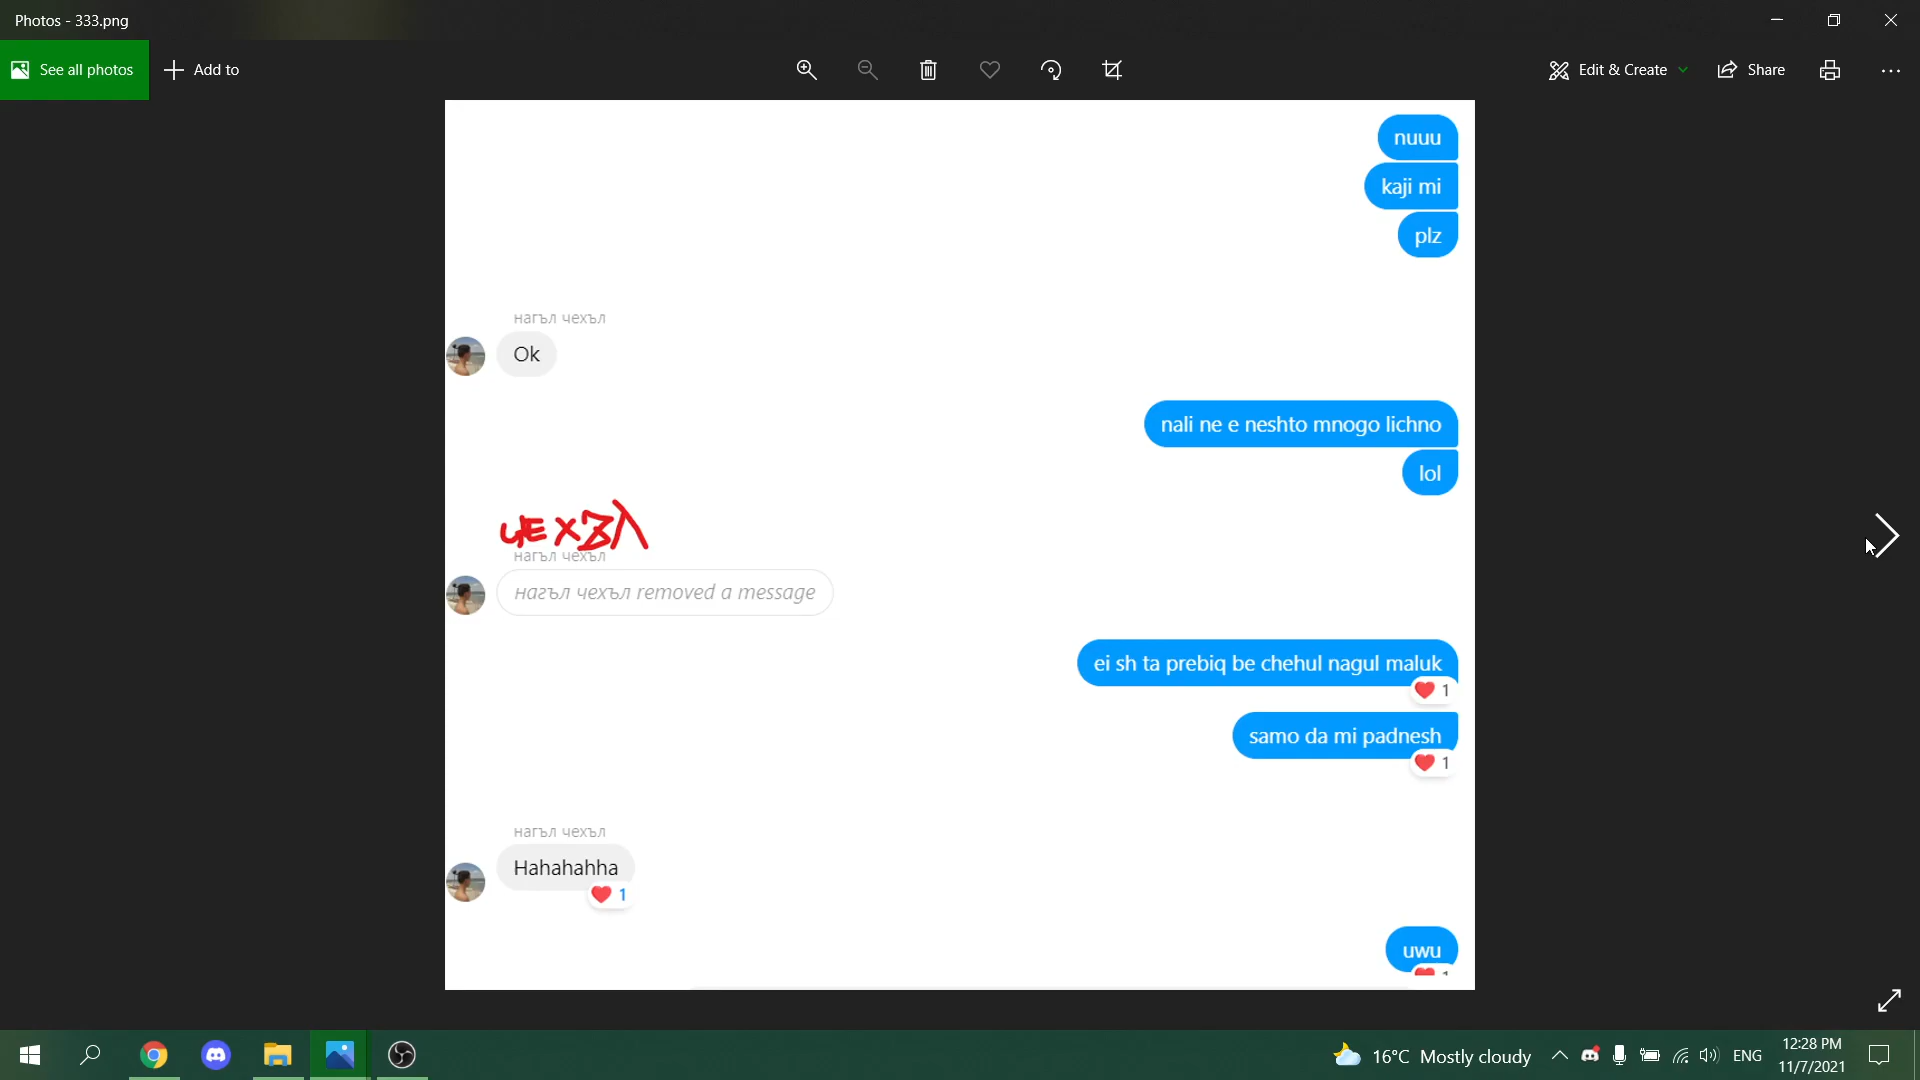 Photos - 333.png
See all photos
Add to
Edit & Create
Share
nuuu
kaji mi
plz
нагъл чехъл
Ok
nali ne e neshto mnogo lichno
lol
чехъл
нагъл чехъл
нагъл чехъл removed a message
ei sh ta prebiq be chehul nagul maluk
1
samo da mi padnesh
1
нагъл чехъл
Hahahahha
1
uwu
1
16°C Mostly cloudy
ENG
12:28 PM
11/7/2021